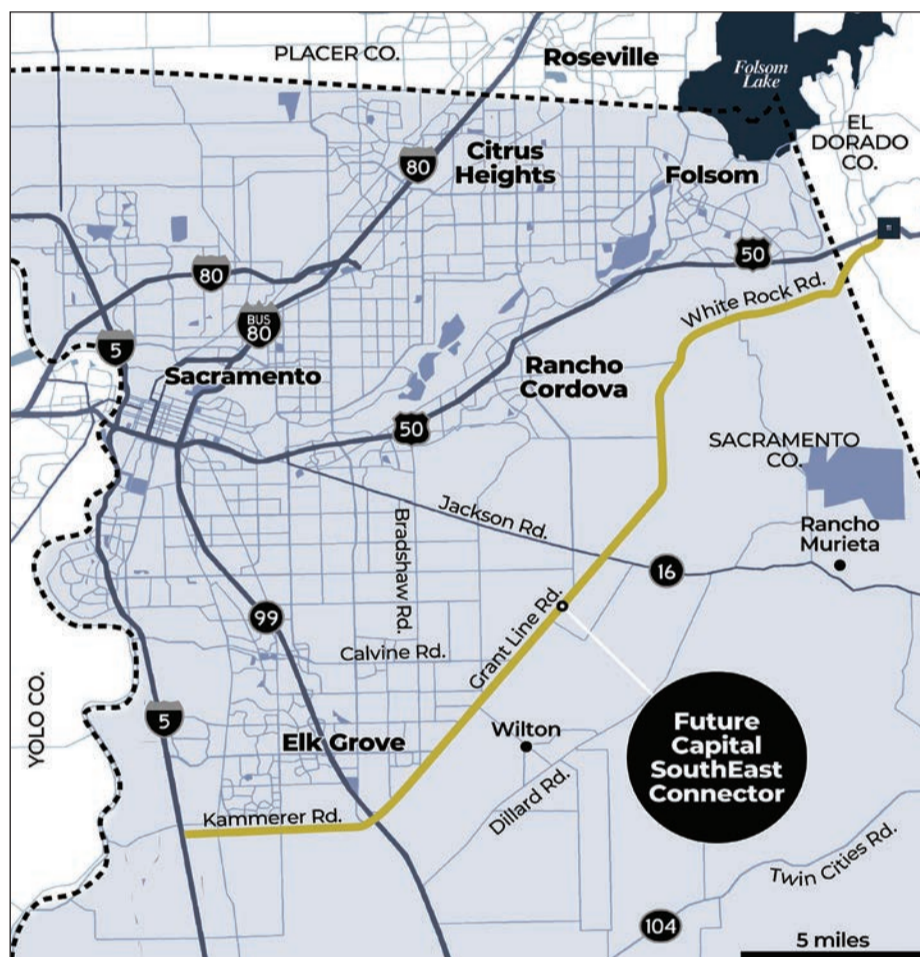 PLACER CO.
Roseville
Folsom
Lake
EL
DORADO
CO.
80
Citrus
Heights
Folsom
80
50
White Rock Rd.
BUS
80
5
Sacramento
Rancho
Cordova
50
SACRAMENTO
CO.
Jackson Rd.
Bradshaw Rd.
Rancho
Murieta
16
99
Grant Line Rd.
Calvine Rd.
YOLO CO.
5
Elk Grove
Wilton
Future
Capital
SouthEast
Connector
Kammerer Rd.
Dillard Rd.
Twin Cities Rd.
104
5 miles